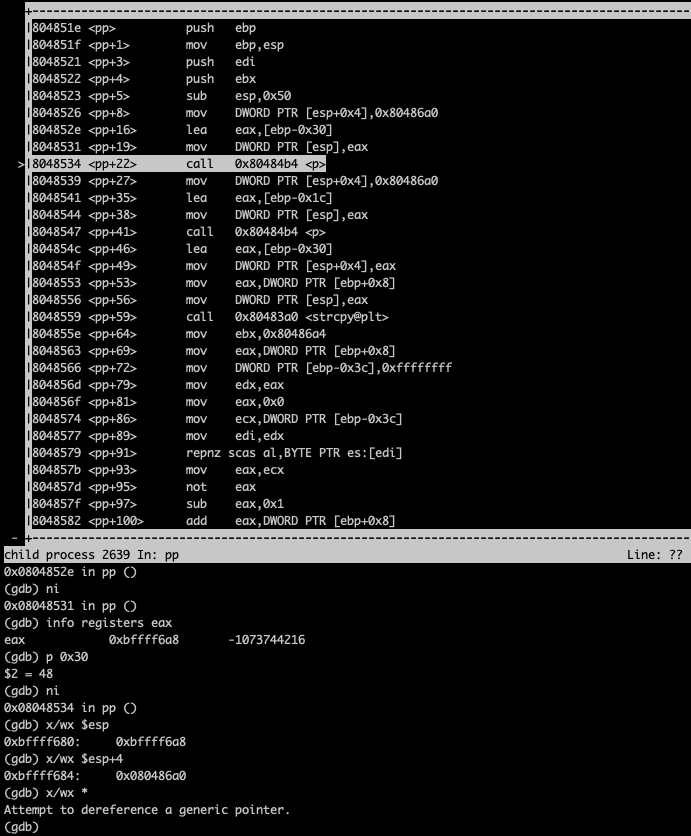 +---------------------------------------------------------------------------
|804851e <pp> push ebp
|804851f <pp+1> mov ebp,esp
|8048521 <pp+3> push edi
|8048522 <pp+4> push ebx
|8048523 <pp+5> sub esp,0x50
|8048526 <pp+8> mov DWORD PTR [esp+0x4],0x80486a0
|804852e <pp+16> lea eax,[ebp-0x30]
|8048531 <pp+19> mov DWORD PTR [esp],eax
>|8048534 <pp+22> call 0x80484b4 <p>
|8048539 <pp+27> mov DWORD PTR [esp+0x4],0x80486a0
|8048541 <pp+35> lea eax,[ebp-0x1c]
|8048544 <pp+38> mov DWORD PTR [esp],eax
|8048547 <pp+41> call 0x80484b4 <p>
|804854c <pp+46> lea eax,[ebp-0x30]
|804854f <pp+49> mov DWORD PTR [esp+0x4],eax
|8048553 <pp+53> mov eax,DWORD PTR [ebp+0x8]
|8048556 <pp+56> mov DWORD PTR [esp],eax
|8048559 <pp+59> call 0x80483a0 <strcpy@plt>
|804855e <pp+64> mov ebx,0x80486a4
|8048563 <pp+69> mov eax,DWORD PTR [ebp+0x8]
|8048566 <pp+72> mov DWORD PTR [ebp-0x3c],0xffffffff
|804856d <pp+79> mov edx,eax
|804856f <pp+81> mov eax,0x0
|8048574 <pp+86> mov ecx,DWORD PTR [ebp-0x3c]
|8048577 <pp+89> mov edi,edx
|8048579 <pp+91> repnz scas al,BYTE PTR es:[edi]
|804857b <pp+93> mov eax,ecx
|804857d <pp+95> not eax
|804857f <pp+97> sub eax,0x1
|8048582 <pp+100> add eax,DWORD PTR [ebp+0x8]
- +---------------------------------------------------------------------------
child process 2639 In: pp Line: ??
0x0804852e in pp ()
(gdb) ni
0x08048531 in pp ()
(gdb) info registers eax
eax 0xbffff6a8 -1073744216
(gdb) p 0x30
$2 = 48
(gdb) ni
0x08048534 in pp ()
(gdb) x/wx $esp
0xbffff680: 0xbffff6a8
(gdb) x/wx $esp+4
0xbffff684: 0x080486a0
(gdb) x/wx *
Attempt to dereference a generic pointer.
(gdb)